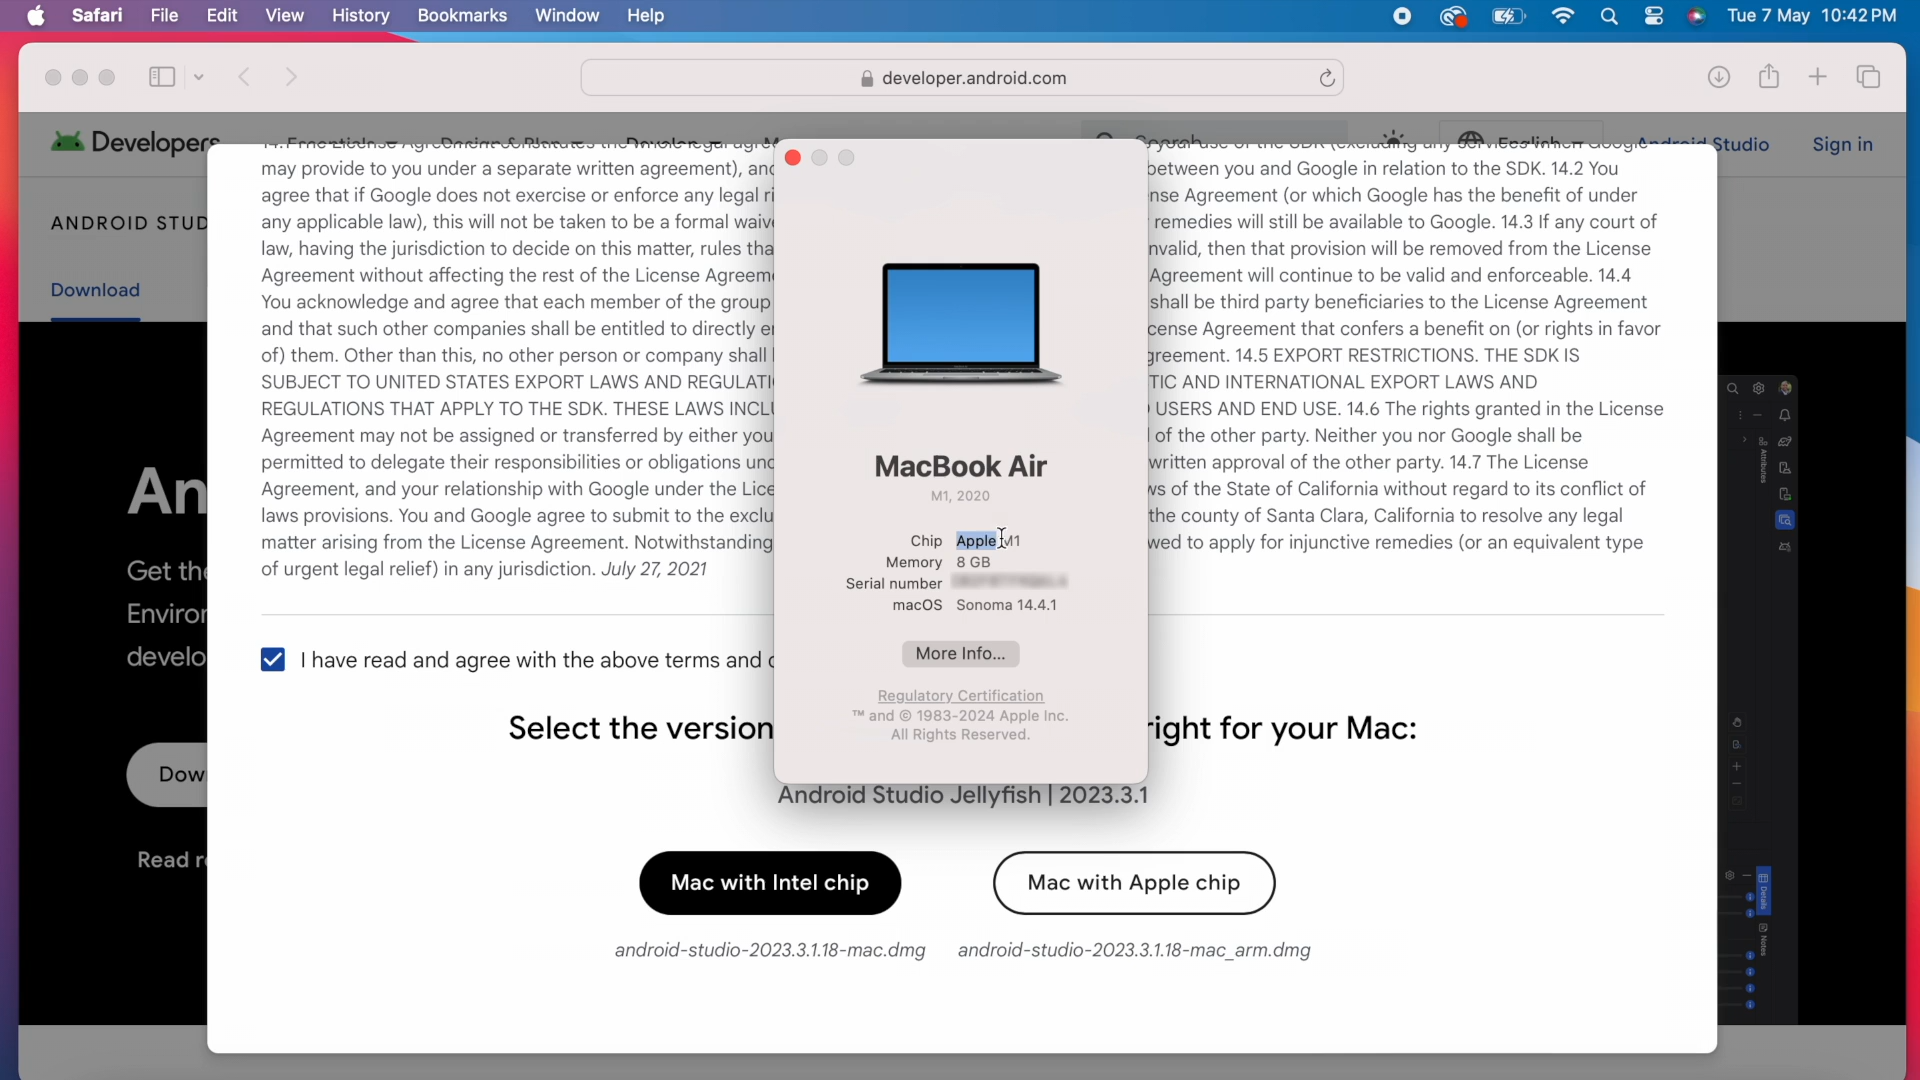 Safari File Edit View History Bookmarks Window Help Tue 7 May 10:42 PM
developer.android.com
Developers English Android Studio Sign in
ANDROID STUD
Download
may provide to you under a separate written agreement), and
any applicable law), this will not be taken to be a formal
law, having the jurisdiction to decide on this matter, rules
Agreement without affecting the rest of the License
You acknowledge and agree that each member of the group
and that such other companies shall be entitled to directly
of) them. Other than this, no other person or company shall
SUBJECT TO UNITED STATES EXPORT LAWS AND
REGULATIONS THAT APPLY TO THE SDK. THESE LAWS
Agreement may not be assigned or transferred by either you
permitted to delegate their responsibilities or obligations
Agreement, and your relationship with Google under the
laws provisions. You and Google agree to submit to the
matter arising from the License Agreement. Notwithstanding
of urgent legal relief) in any jurisdiction. July 27, 2021
between you and Google in relation to the SDK. 14.2 You
agree that if Google does not exercise or enforce any legal
License Agreement (or which Google has the benefit of under
remedies will still be available to Google. 14.3 If any court of
invalid, then that provision will be removed from the License
Agreement will continue to be valid and enforceable. 14.4
shall be third party beneficiaries to the License Agreement
License Agreement that confers a benefit on (or rights in favor
Agreement. 14.5 EXPORT RESTRICTIONS. THE SDK IS
TIC AND INTERNATIONAL EXPORT LAWS AND
USERS AND END USE. 14.6 The rights granted in the License
of the other party. Neither you nor Google shall be
written approval of the other party. 14.7 The License
ws of the State of California without regard to its conflict of
the county of Santa Clara, California to resolve any legal
wed to apply for injunctive remedies (or an equivalent type
MacBook Air
M1, 2020
Chip Apple M1
Memory 8 GB
Serial number
macOS Sonoma 14.4.1
More Info...
Regulatory Certification
™ and © 1983-2024 Apple Inc.
All Rights Reserved.
An
Get the
Enviror
develo
Dow
Read r
I have read and agree with the above terms and
Select the version right for your Mac:
Android Studio Jellyfish | 2023.3.1
Mac with Intel chip Mac with Apple chip
android-studio-2023.3.1.18-mac.dmg android-studio-2023.3.1.18-mac_arm.dmg
Attributes
Details
Notes